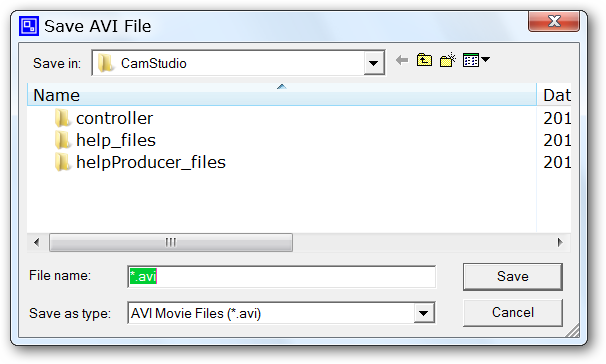 Save AVI File
Save in: CamStudio
Name Dat
controller 201
help_files 201
helpProducer_files 201
File name: *.avi Save
Save as type: AVI Movie Files (*.avi) Cancel